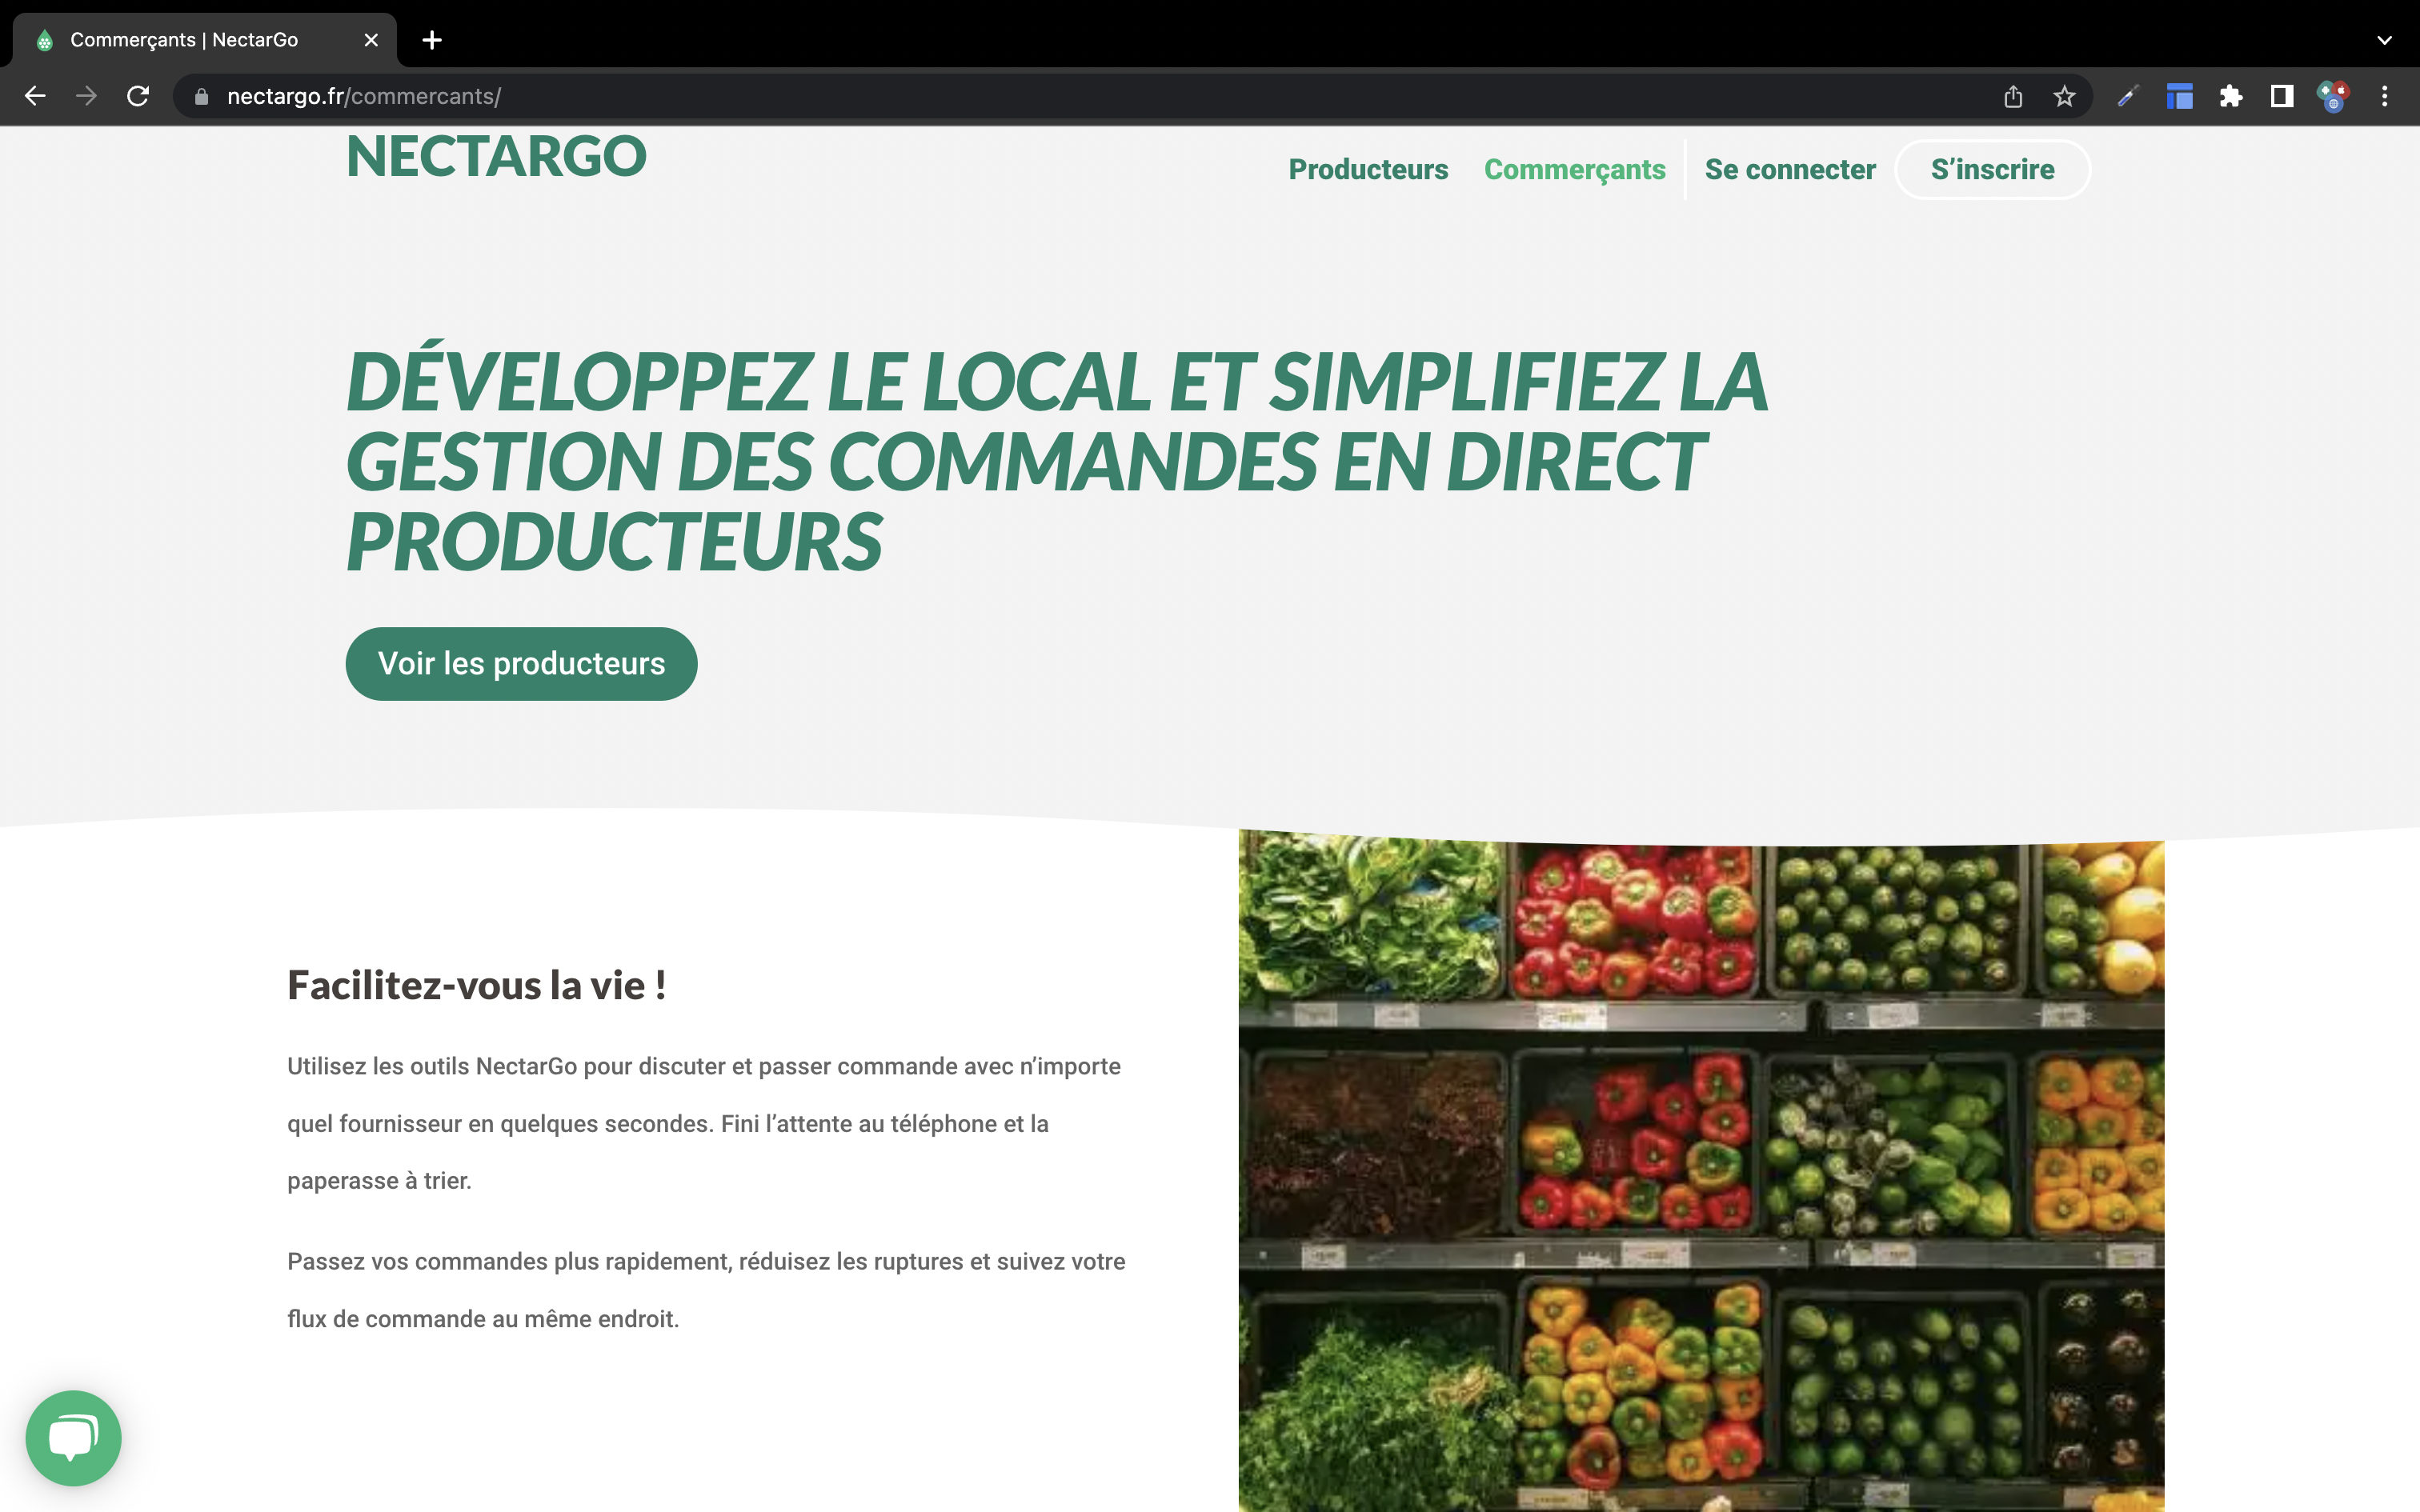 Commerçants | NectarGo
nectargo.fr/commercants/
NECTARGO
Producteurs Commerçants Se connecter S’inscrire
DÉVELOPPEZ LE LOCAL ET SIMPLIFIEZ LA
GESTION DES COMMANDES EN DIRECT
PRODUCTEURS
Voir les producteurs
Facilitez-vous la vie !
Utilisez les outils NectarGo pour discuter et passer commande avec n’importe
quel fournisseur en quelques secondes. Fini l’attente au téléphone et la
paperasse à trier.
Passez vos commandes plus rapidement, réduisez les ruptures et suivez votre
flux de commande au même endroit.